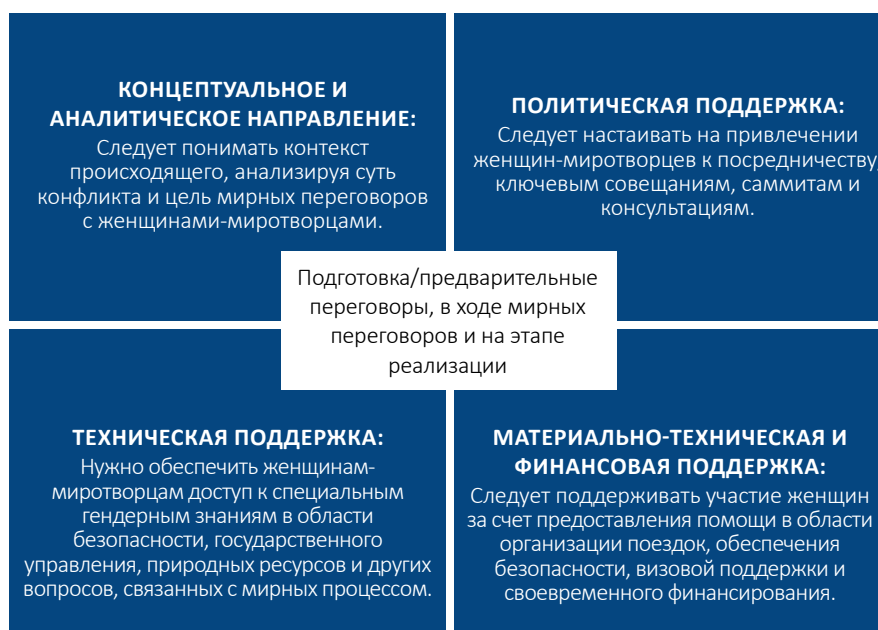 КОНЦЕПТУАЛЬНОЕ И
АНАЛИТИЧЕСКОЕ НАПРАВЛЕНИЕ:
Следует понимать контекст
происходящего, анализируя суть
конфликта и цель мирных переговоров
с женщинами-миротворцами.
ПОЛИТИЧЕСКАЯ ПОДДЕРЖКА:
Следует настаивать на привлечении
женщин-миротворцев к посредничеству,
ключевым совещаниям, саммитам и
консультациям.
Подготовка/предварительные
переговоры, в ходе мирных
переговоров и на этапе
реализации
ТЕХНИЧЕСКАЯ ПОДДЕРЖКА:
Нужно обеспечить женщинам-
миротворцам доступ к специальным
гендерным знаниям в области
безопасности, государственного
управления, природных ресурсов и других
вопросов, связанных с мирных процессом.
МАТЕРИАЛЬНО-ТЕХНИЧЕСКАЯ И
ФИНАНСОВАЯ ПОДДЕРЖКА:
Следует поддерживать участие женщин
за счет предоставления помощи в области
организации поездок, обеспечения
безопасности, визовой поддержки и
своевременного финансирования.